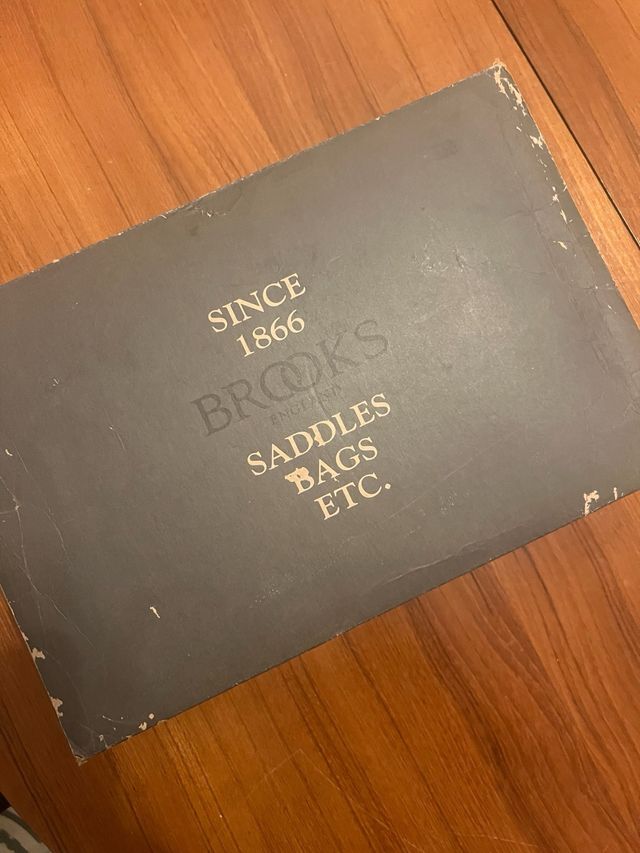 SINCE
1866
BROOKS
ENGLAND
SADDLES
BAGS
ETC.